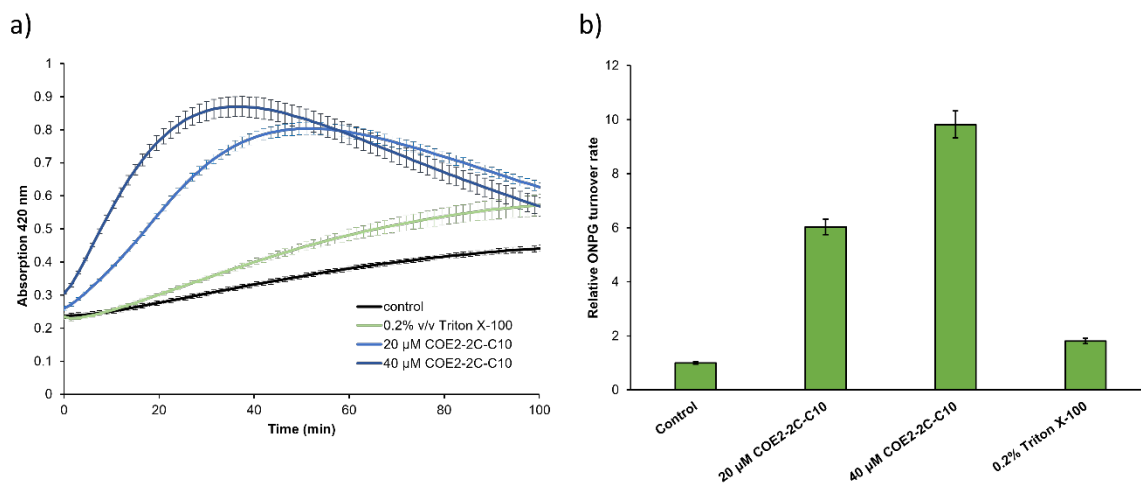 a)
Absorption 420 nm
1
0.9
0.8
0.7
0.6
0.5
0.4
0.3
0.2
0.1
0
0
20
40
60
80
100
Time (min)
control
0.2% v/v Triton X-100
20 µM COE2-2C-C10
40 µM COE2-2C-C10
b)
Relative ONPG turnover rate
12
10
8
6
4
2
0
Control
20 µM COE2-2C-C10
40 µM COE2-2C-C10
0.2% Triton X-100